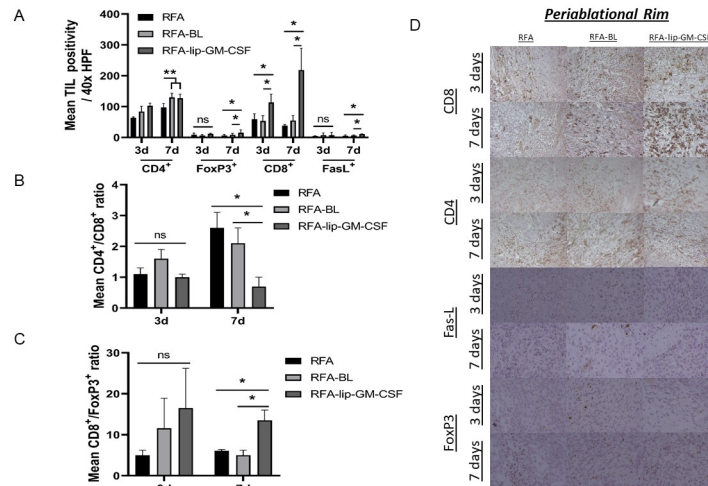 A
RFA
RFA-BL
RFA-lip-GM-CSF
Mean TIL positivity
/ 40x HPF
400
300
200
100
0
** ns * * * * * * ns * *
3d 7d 3d 7d 3d 7d 3d 7d
CD4+ FoxP3+ CD8+ FasL+
B
RFA
RFA-BL
RFA-lip-GM-CSF
Mean CD4+/CD8+ ratio
4
3
2
1
0
ns * *
3d 7d
C
RFA
RFA-BL
RFA-lip-GM-CSF
Mean CD8+/FoxP3+ ratio
30
20
10
0
ns * *
D
Periablational Rim
RFA RFA-BL RFA-lip-GM-CSF
CD8
3 days
7 days
CD4
3 days
7 days
Fas-L
3 days
7 days
FoxP3
3 days
7 days